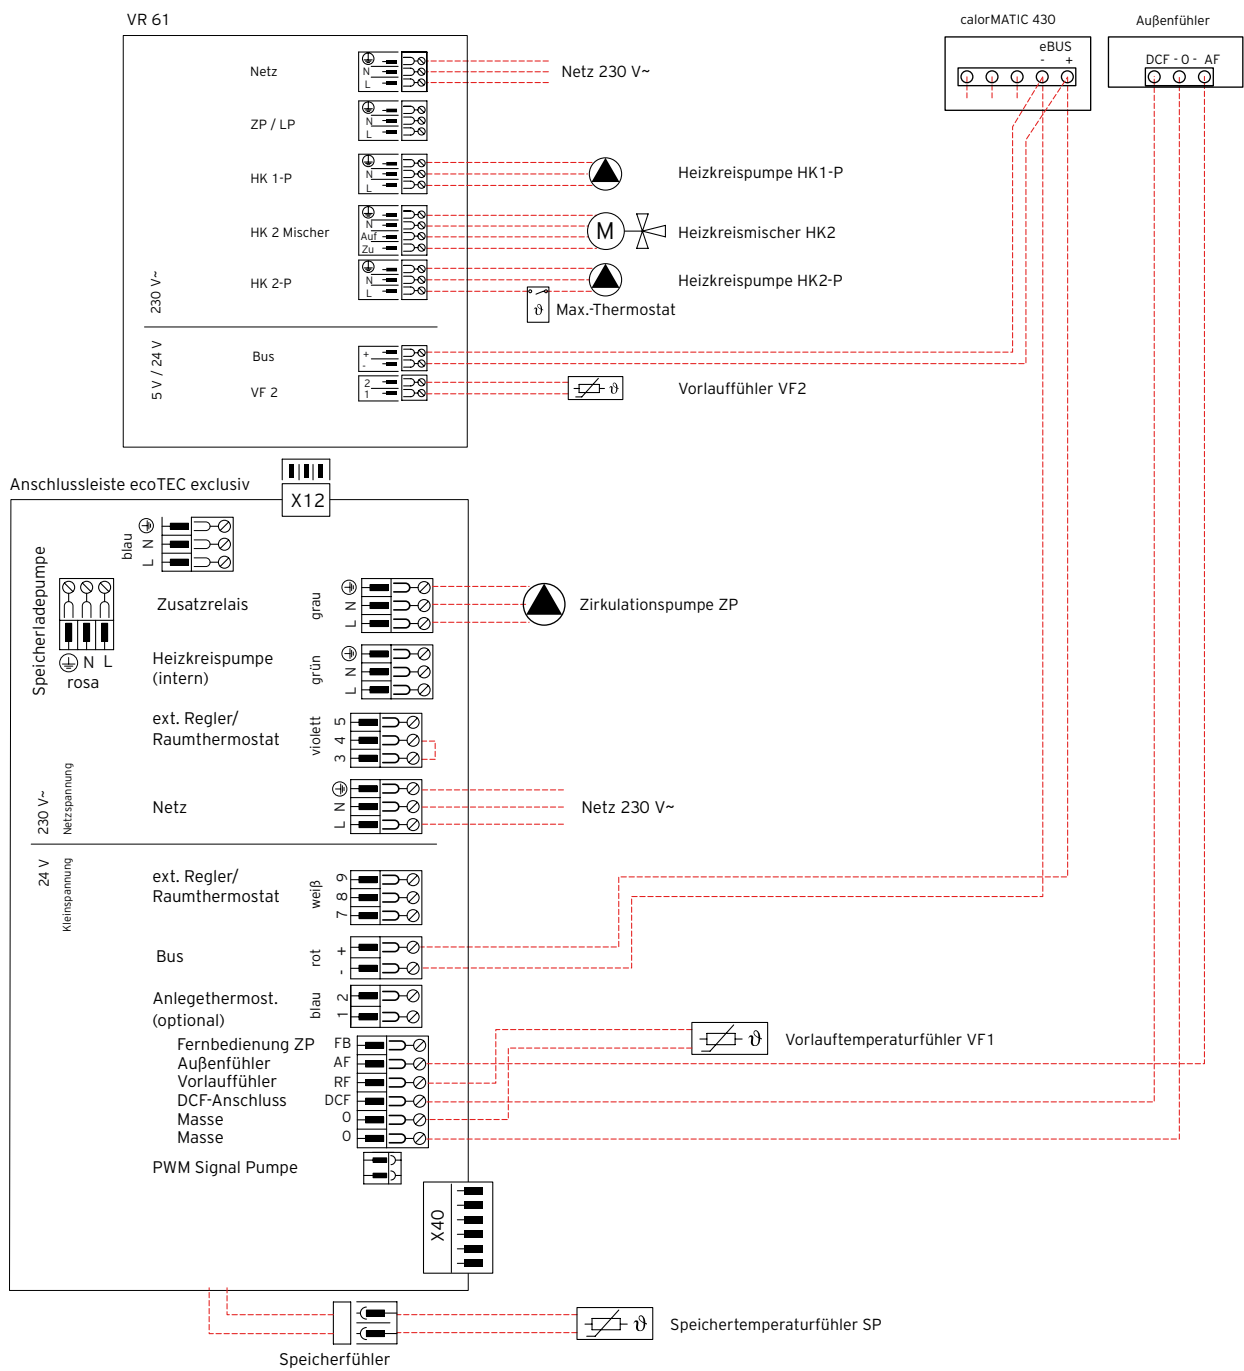 VR 61
calorMATIC 430
Außenfühler
eBUS
- +
DCF - O - AF
Netz
N
L
Netz 230 V~
ZP / LP
N
L
HK 1-P
N
L
Heizkreispumpe HK1-P
HK 2 Mischer
N
Auf
Zu
M
Heizkreismischer HK2
HK 2-P
N
L
Heizkreispumpe HK2-P
ϑ
Max.-Thermostat
230 V~
5 V / 24 V
Bus
+
-
VF 2
2
1
ϑ
Vorlauffühler VF2
Anschlussleiste ecoTEC exclusiv
X12
blau
L N
Speicherladepumpe
N L
rosa
Zusatzrelais
grau
L N
Zirkulationspumpe ZP
Heizkreispumpe
(intern)
grün
L N
ext. Regler/
Raumthermostat
violett
3 4 5
230 V~
Netzspannung
Netz
L N
Netz 230 V~
24 V
Kleinspannung
ext. Regler/
Raumthermostat
weiß
7 8 9
Bus
rot
- +
Anlegethermost.
(optional)
blau
1 2
Fernbedienung ZP FB
Außenfühler AF
Vorlauffühler RF
DCF-Anschluss DCF
Masse O
Masse O
ϑ
Vorlauftemperaturfühler VF1
PWM Signal Pumpe
X40
ϑ
Speichertemperaturfühler SP
Speicherfühler